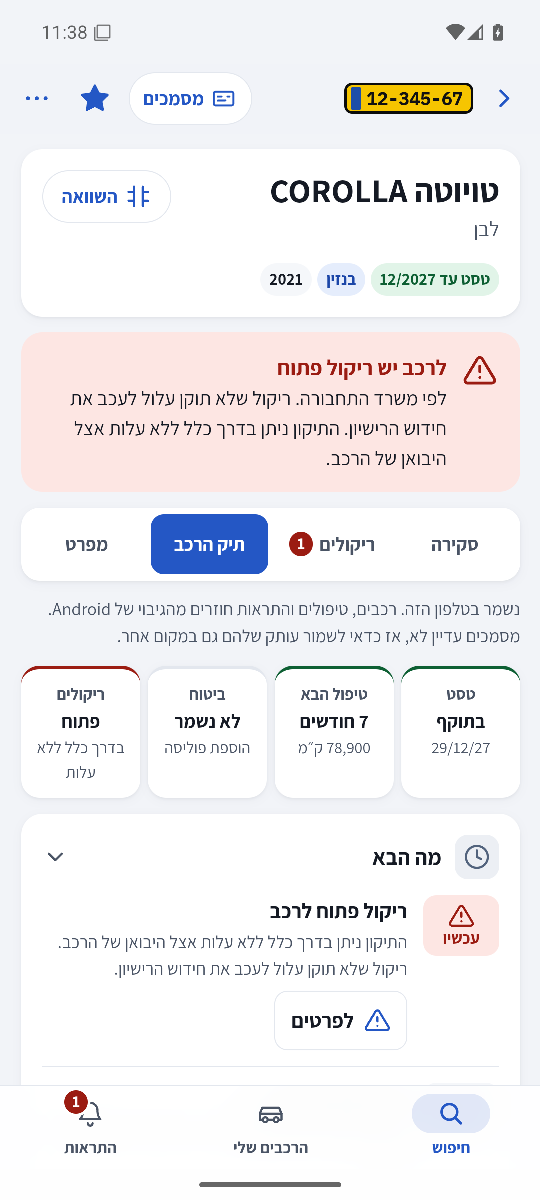 11:38
12-345-67
מסמכים
טויוטה COROLLA
השוואה
לבן
טסט עד 12/2027
בנזין
2021
לרכב יש ריקול פתוח
לפי משרד התחבורה. ריקול שלא תוקן עלול לעכב את
חידוש הרישיון. התיקון ניתן בדרך כלל ללא עלות אצל
היבואן של הרכב.
סקירה
ריקולים 1
תיק הרכב
מפרט
נשמר בטלפון הזה. רכבים, טיפולים והתראות חוזרים מהגיבוי של Android.
מסמכים עדיין לא, אז כדאי לשמור עותק שלהם גם במקום אחר.
טסט
בתוקף
29/12/27
טיפול הבא
7 חודשים
78,900 ק״מ
ביטוח
לא נשמר
הוספת פוליסה
ריקולים
פתוח
בדרך כלל ללא
עלות
מה הבא
עכשיו
ריקול פתוח לרכב
התיקון ניתן בדרך כלל ללא עלות אצל היבואן של הרכב.
ריקול שלא תוקן עלול לעכב את חידוש הרישיון.
לפרטים
חיפוש
הרכבים שלי
1
התראות